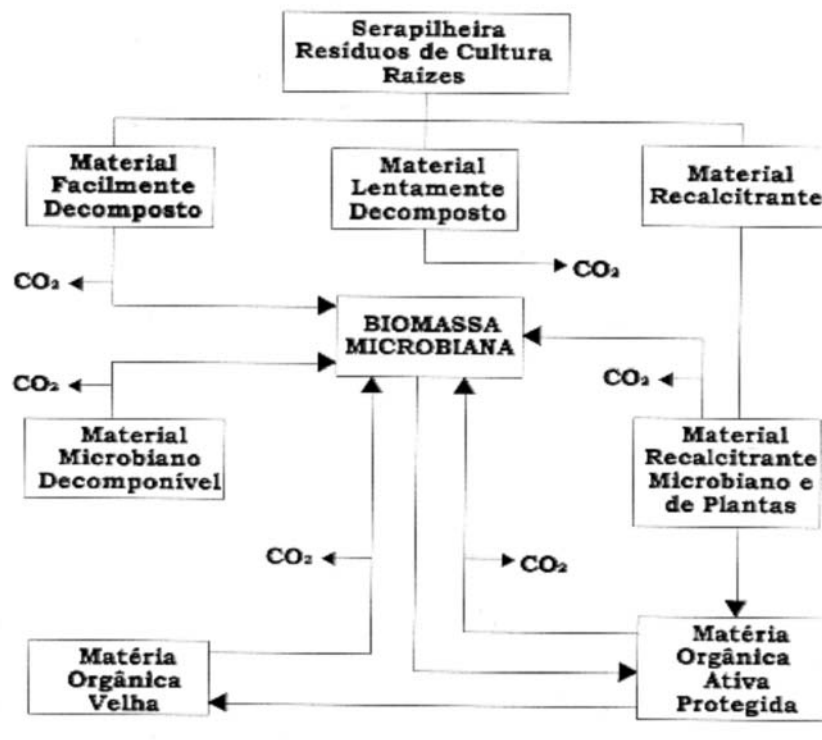 Serapilheira
Resíduos de Cultura
Raízes
Material
Facilmente
Decomposto
Material
Lentamente
Decomposto
Material
Recalcitrante
CO₂
CO₂
BIOMASSA
MICROBIANA
CO₂
CO₂
Material
Microbiano
Decomponível
Material
Recalcitrante
Microbiano e
de Plantas
CO₂
CO₂
Matéria
Orgânica
Velha
Matéria
Orgânica
Ativa
Protegida